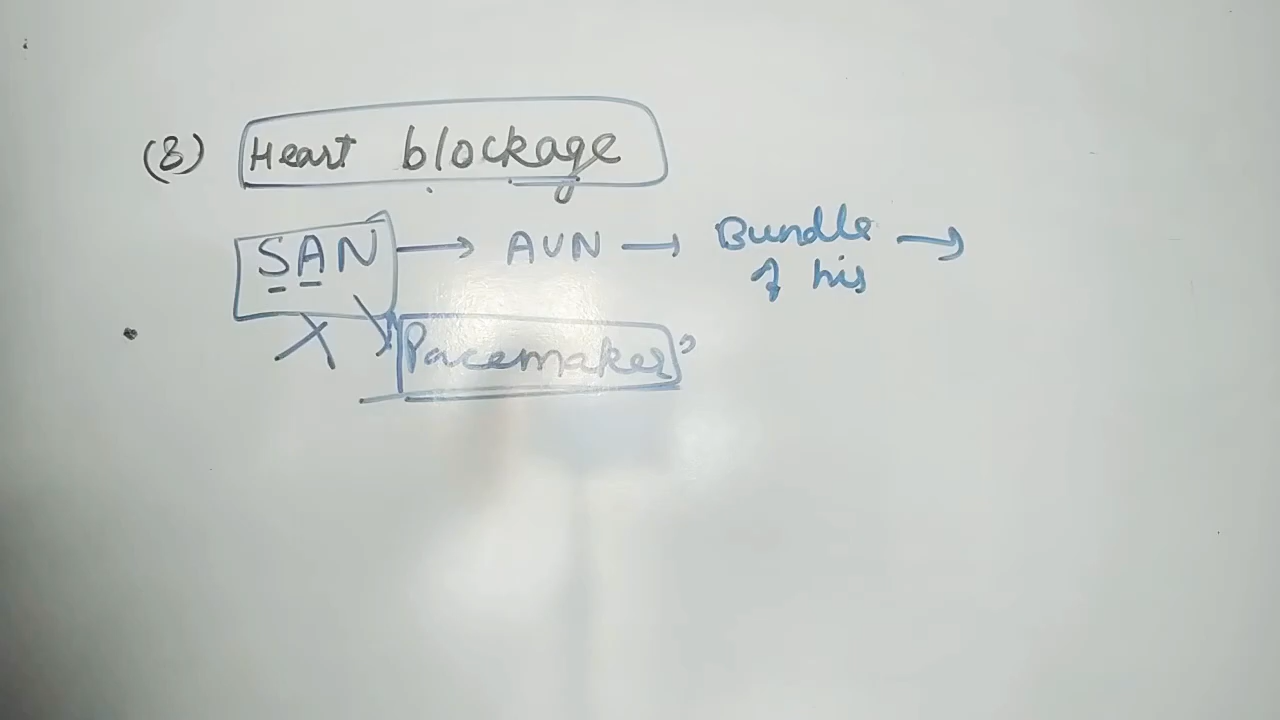 (8) Heart blockage
SAN → AVN → Bundle →
of his
Pacemaker"